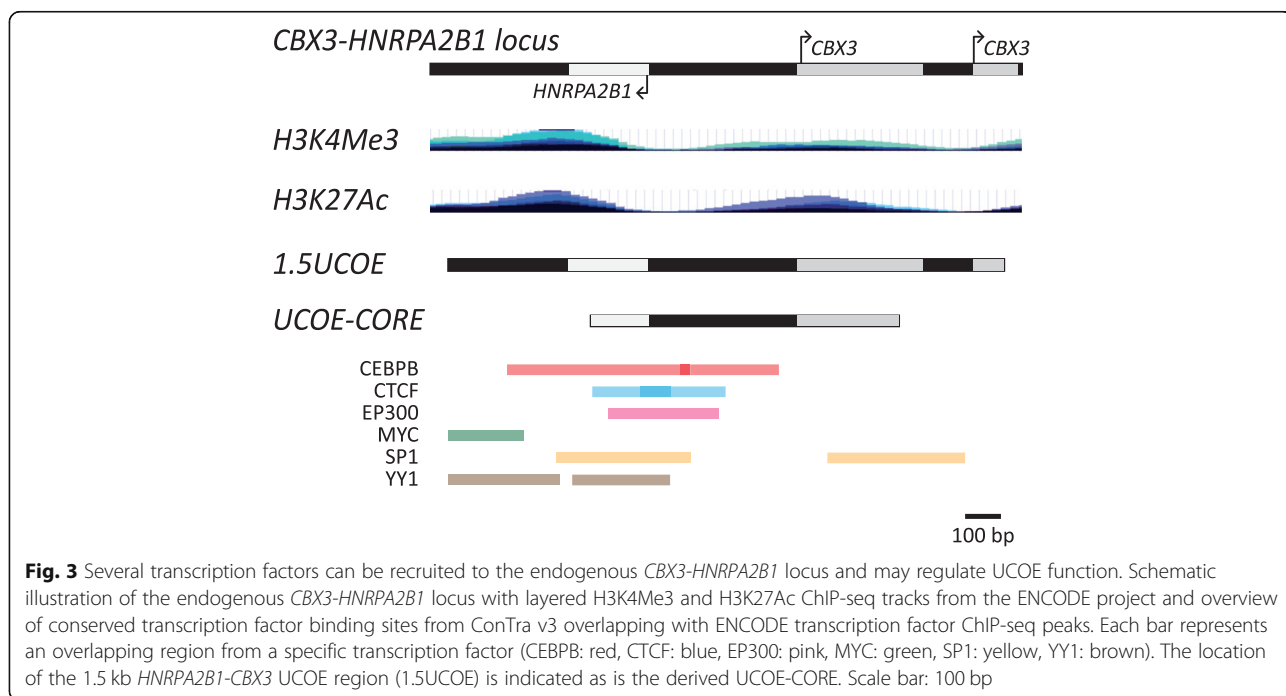 CBX3-HNRPA2B1 locus
CBX3
CBX3
HNRPA2B1
H3K4Me3
H3K27Ac
1.5UCOE
UCOE-CORE
CEBPB
CTCF
EP300
MYC
SP1
YY1
100 bp
Fig. 3 Several transcription factors can be recruited to the endogenous CBX3-HNRPA2B1 locus and may regulate UCOE function. Schematic
illustration of the endogenous CBX3-HNRPA2B1 locus with layered H3K4Me3 and H3K27Ac ChIP-seq tracks from the ENCODE project and overview
of conserved transcription factor binding sites from ConTra v3 overlapping with ENCODE transcription factor ChIP-seq peaks. Each bar represents
an overlapping region from a specific transcription factor (CEBPB: red, CTCF: blue, EP300: pink, MYC: green, SP1: yellow, YY1: brown). The location
of the 1.5 kb HNRPA2B1-CBX3 UCOE region (1.5UCOE) is indicated as is the derived UCOE-CORE. Scale bar: 100 bp